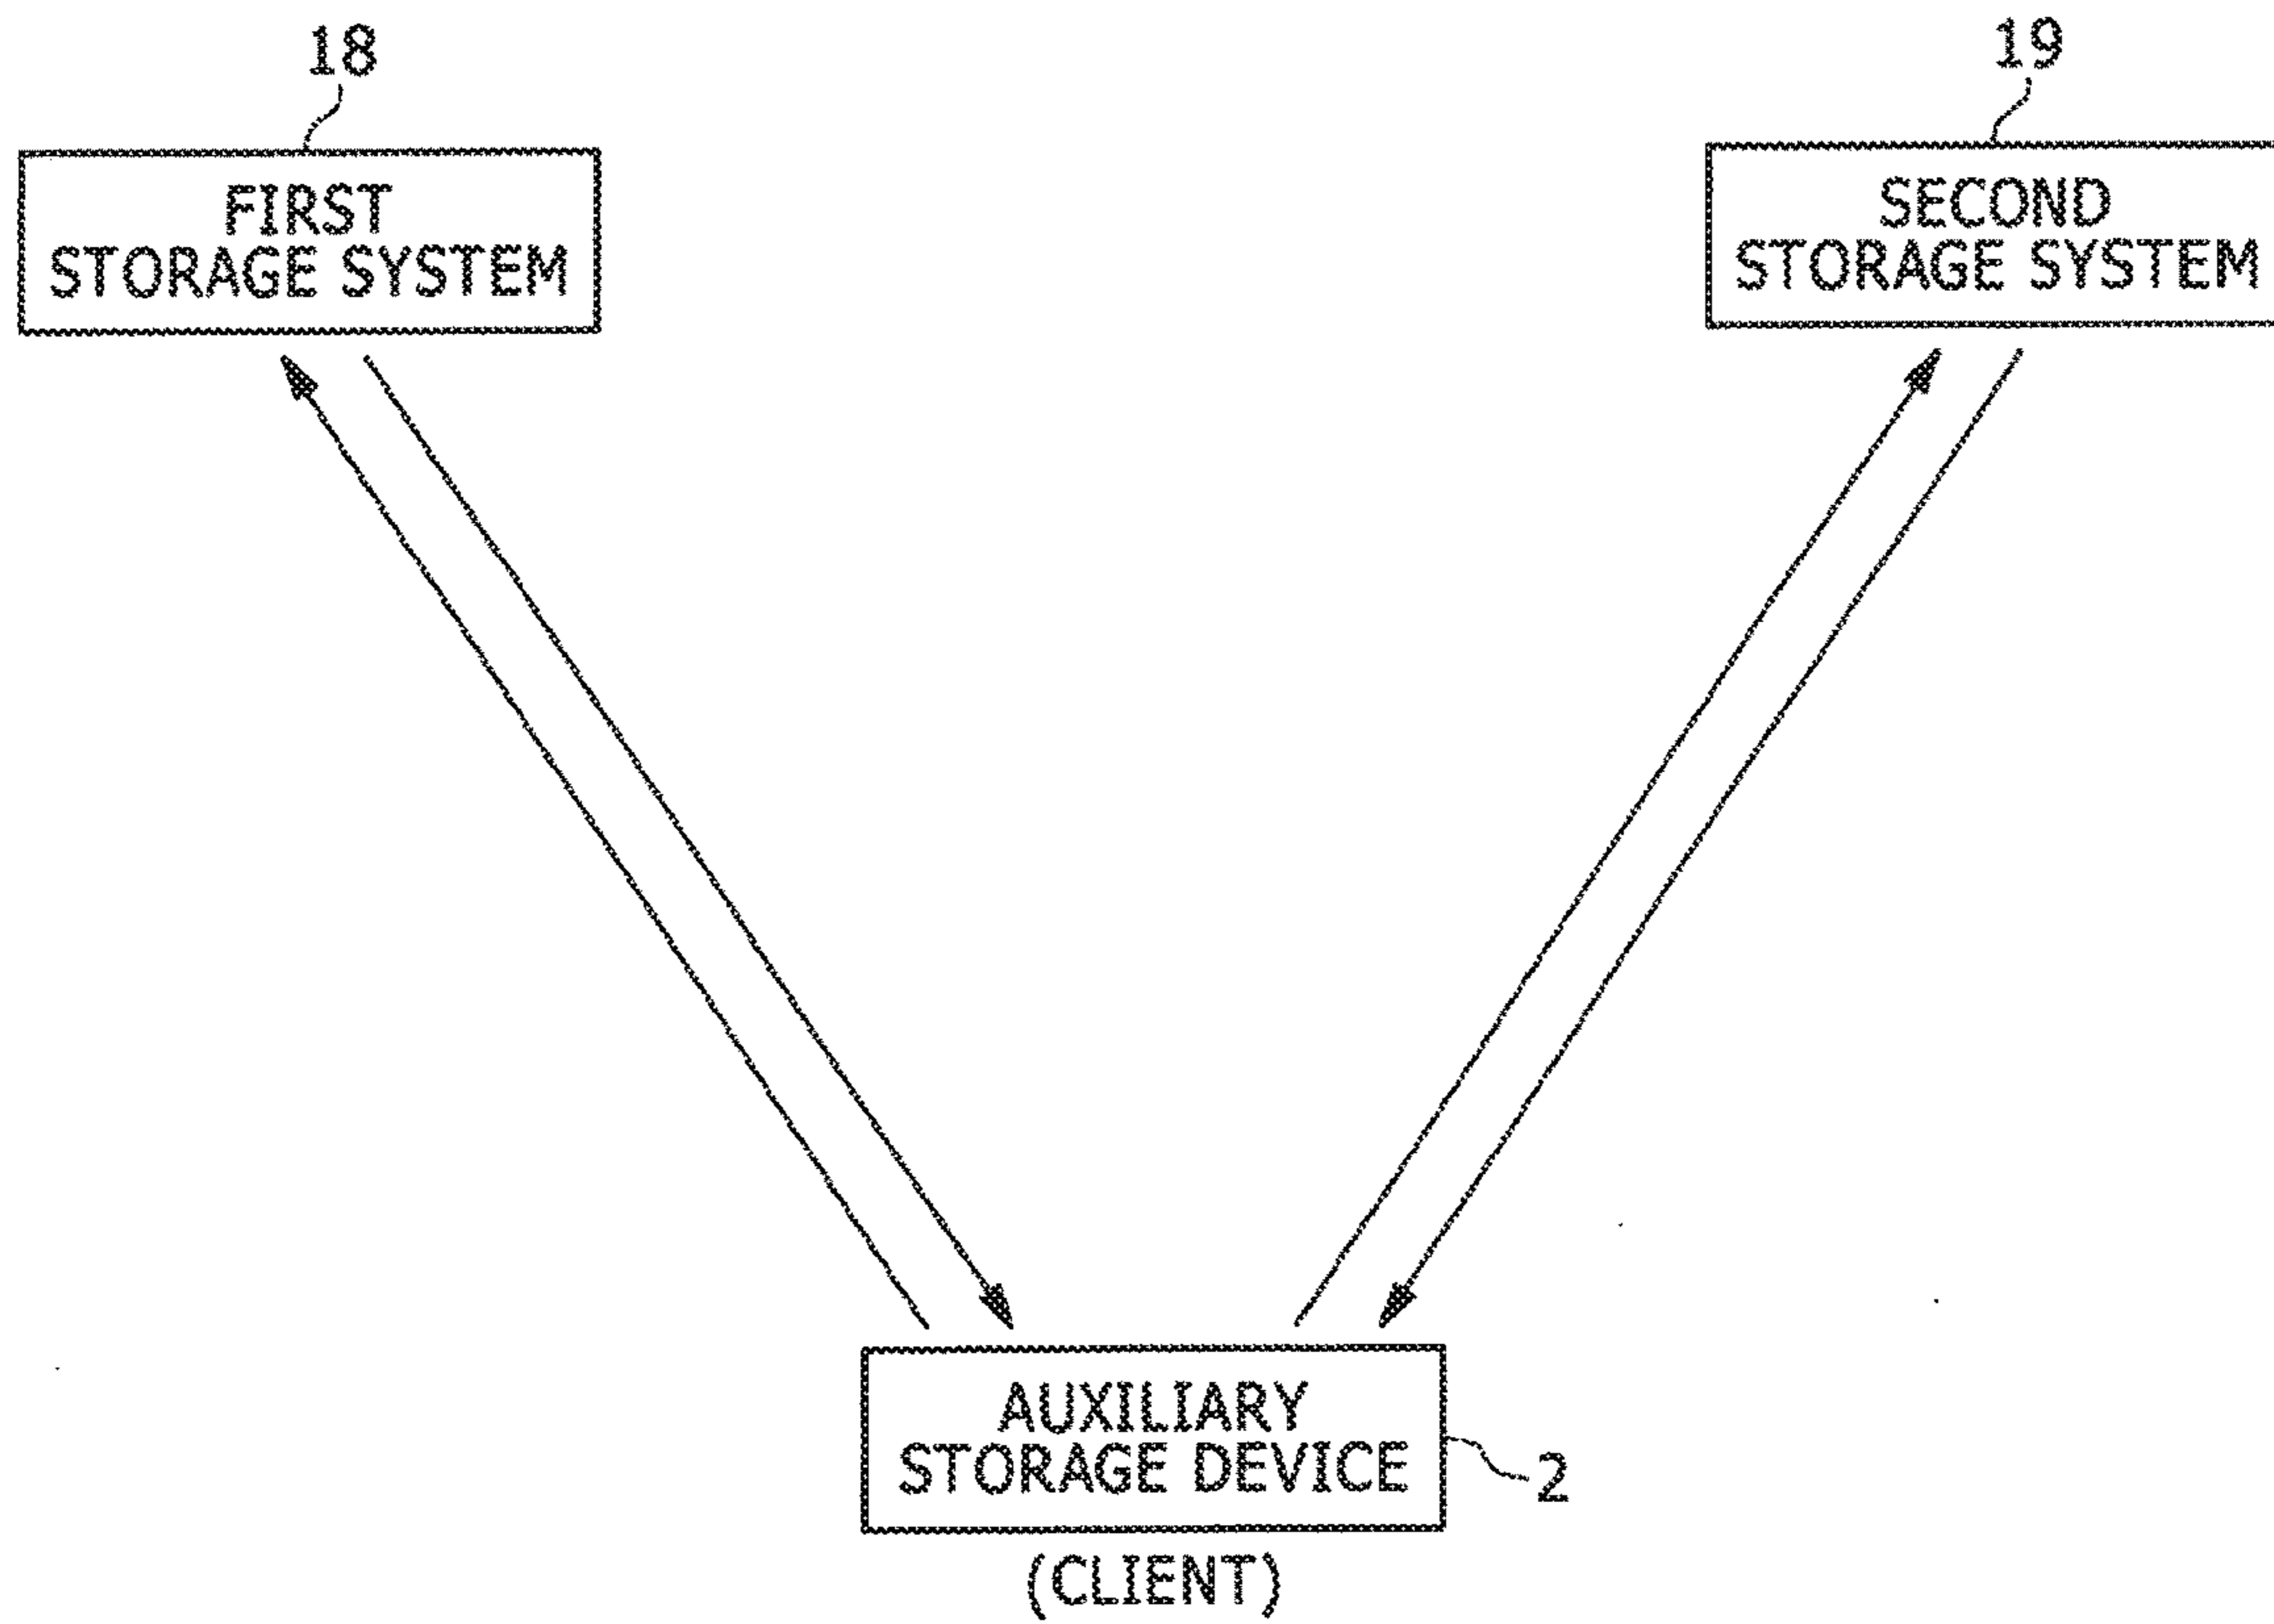 18
FIRST
STORAGE SYSTEM
19
SECOND
STORAGE SYSTEM
AUXILIARY
STORAGE DEVICE
2
(CLIENT)